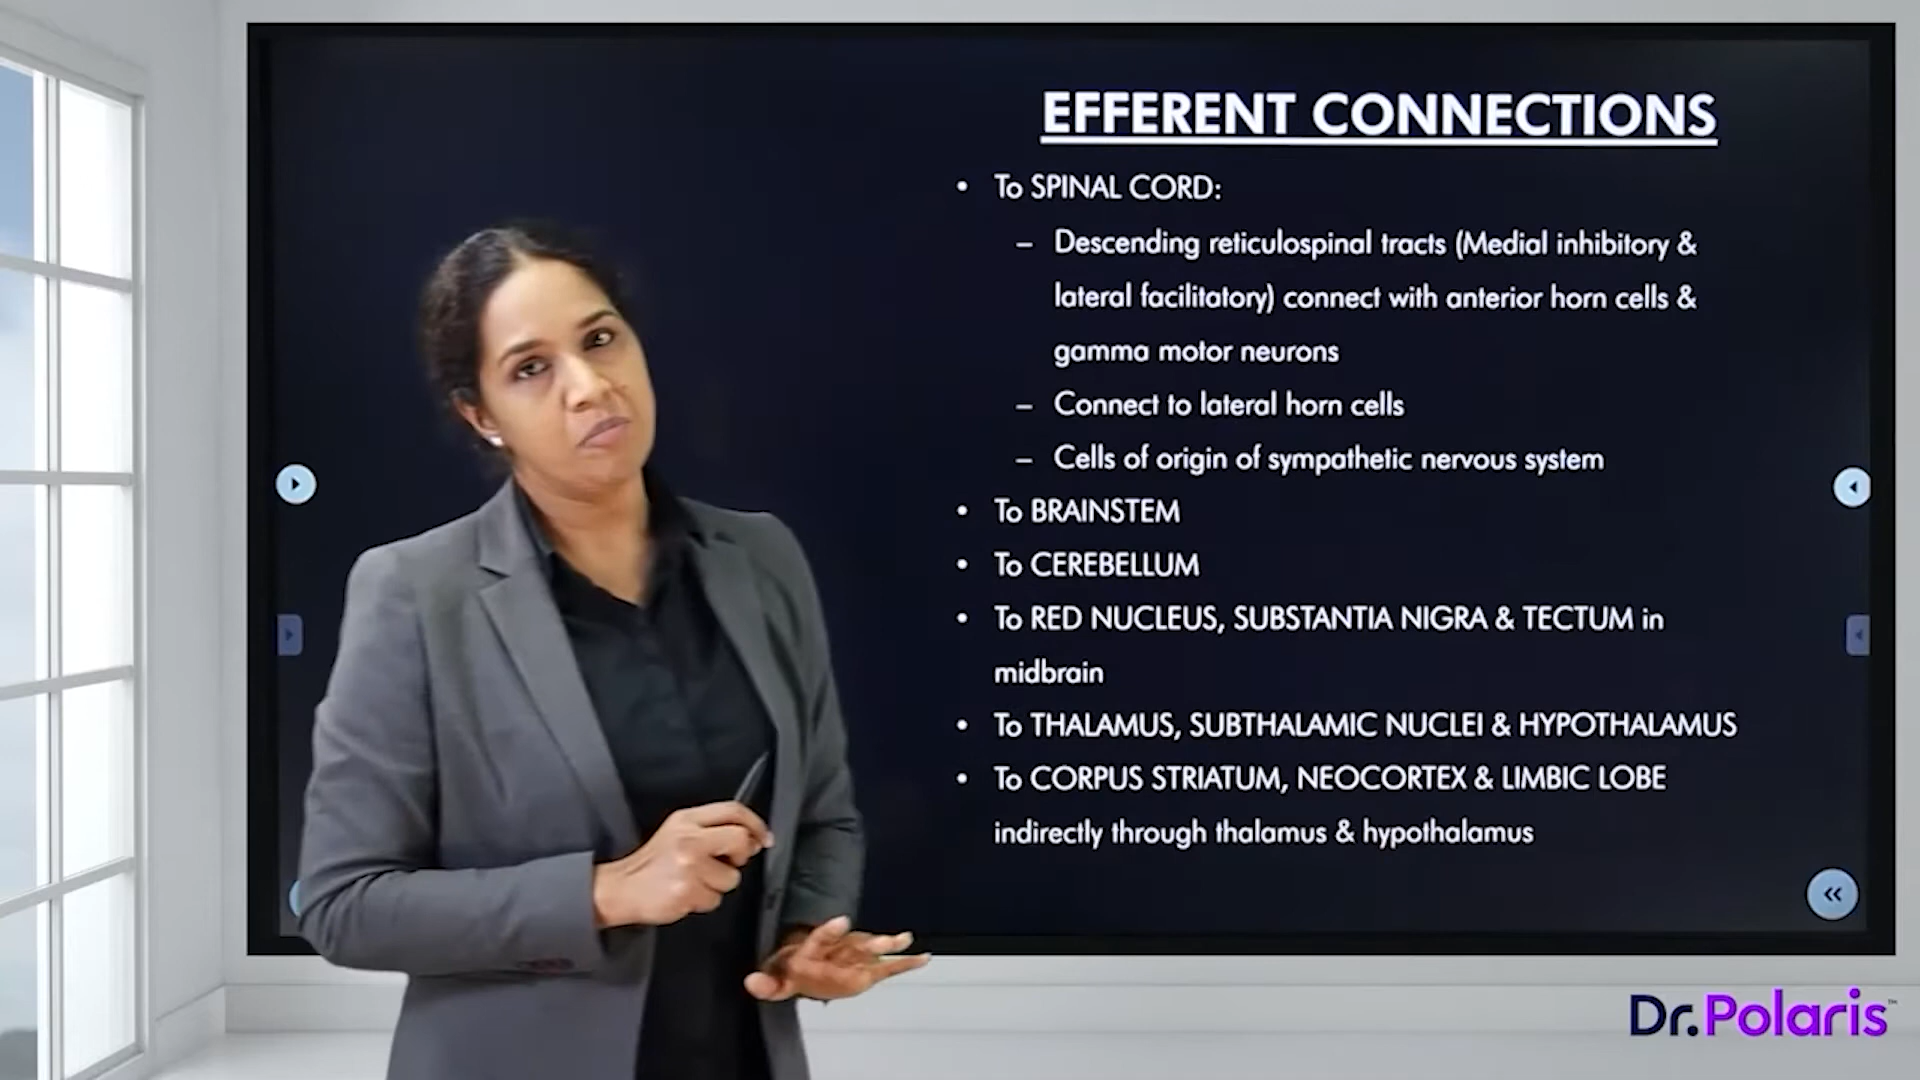 EFFERENT CONNECTIONS
• To SPINAL CORD:
– Descending reticulospinal tracts (Medial inhibitory &
lateral facilitatory) connect with anterior horn cells &
gamma motor neurons
– Connect to lateral horn cells
– Cells of origin of sympathetic nervous system
• To BRAINSTEM
• To CEREBELLUM
• To RED NUCLEUS, SUBSTANTIA NIGRA & TECTUM in
midbrain
• To THALAMUS, SUBTHALAMIC NUCLEI & HYPOTHALAMUS
• To CORPUS STRIATUM, NEOCORTEX & LIMBIC LOBE
indirectly through thalamus & hypothalamus
Dr.Polaris™